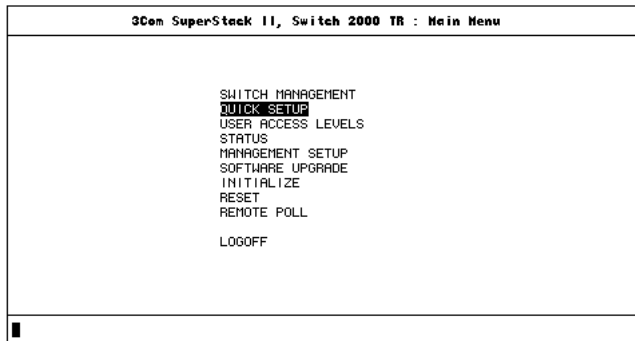 3Com SuperStack II, Switch 2000 TR : Main Menu
SWITCH MANAGEMENT
QUICK SETUP
USER ACCESS LEVELS
STATUS
MANAGEMENT SETUP
SOFTWARE UPGRADE
INITIALIZE
RESET
REMOTE POLL
LOGOFF